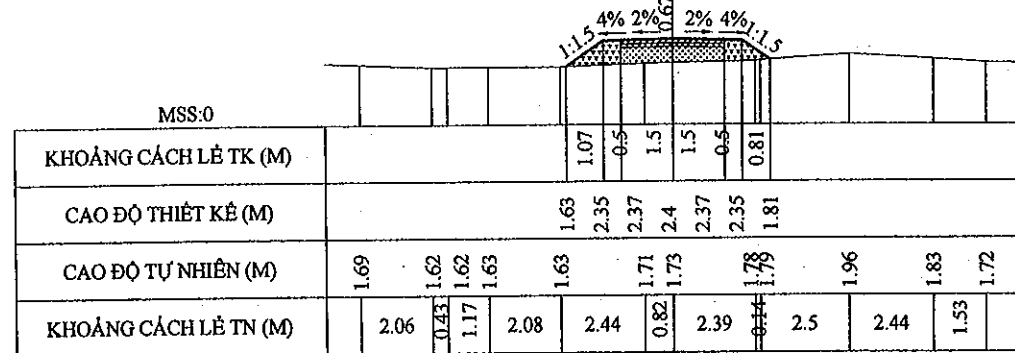 0.67
1:1.5 4% 2% 2% 4% 1:1.5
MSS:0
KHOẢNG CÁCH LẺ TK (M) 1.07 0.5 1.5 1.5 0.5 0.81
CAO ĐỘ THIẾT KẾ (M) 1.63 2.35 2.37 2.4 2.37 2.35 1.81
CAO ĐỘ TỰ NHIÊN (M) 1.69 1.62 1.62 1.63 1.63 1.71 1.73 1.78 1.79 1.96 1.83 1.72
KHOẢNG CÁCH LẺ TN (M) 2.06 0.43 1.17 2.08 2.44 0.82 2.39 0.14 2.5 2.44 1.53